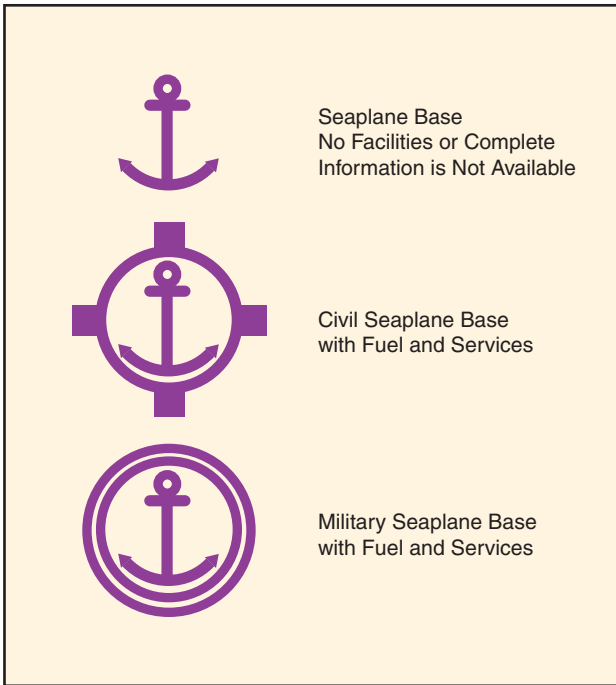 Seaplane Base
No Facilities or Complete
Information is Not Available
Civil Seaplane Base
with Fuel and Services
Military Seaplane Base
with Fuel and Services